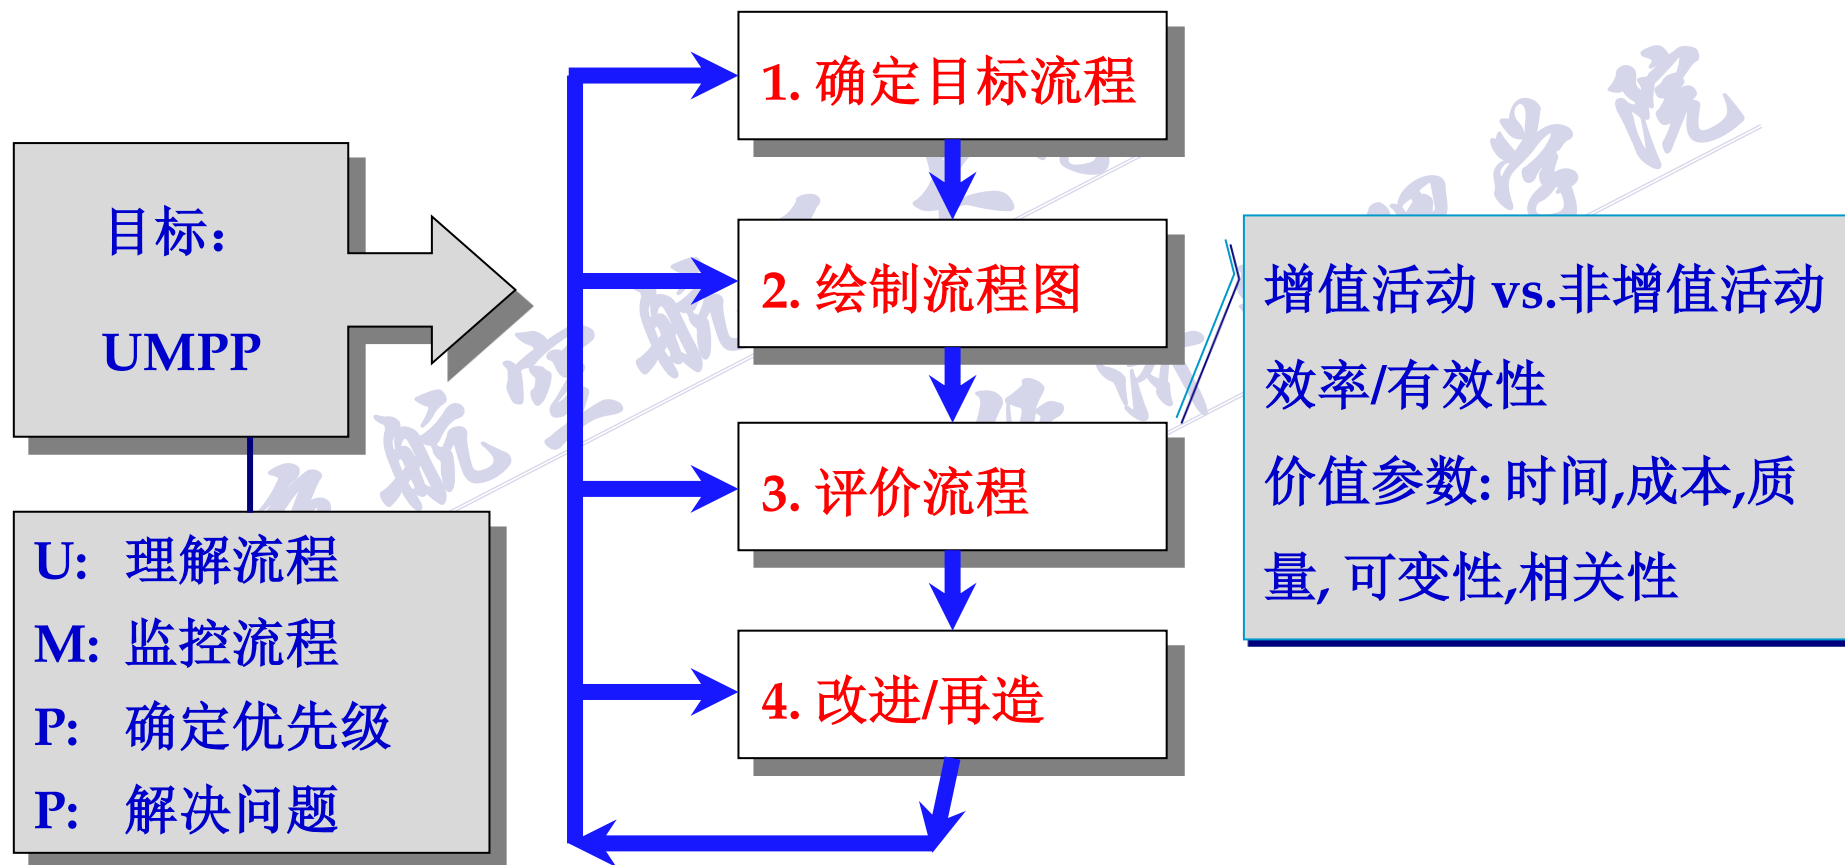 目标：
UMPP
U: 理解流程
M: 监控流程
P: 确定优先级
P: 解决问题
1. 确定目标流程
2. 绘制流程图
3. 评价流程
4. 改进/再造
增值活动 vs.非增值活动
效率/有效性
价值参数: 时间,成本,质
量, 可变性,相关性